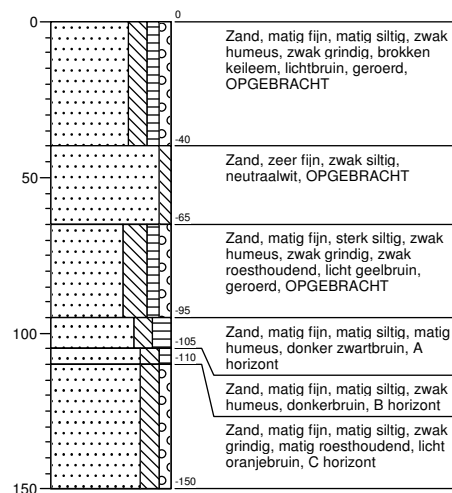 0
0
Zand, matig fijn, matig siltig, zwak
humeus, zwak grindig, brokken
keileem, lichtbruin, geroerd,
OPGEBRACHT
-40
Zand, zeer fijn, zwak siltig,
neutraalwit, OPGEBRACHT
50
-65
Zand, matig fijn, sterk siltig, zwak
humeus, zwak grindig, zwak
roesthoudend, licht geelbruin,
geroerd, OPGEBRACHT
-95
100
Zand, matig fijn, matig siltig, matig
humeus, donker zwartbruin, A
horizont
-105
-110
Zand, matig fijn, matig siltig, zwak
humeus, donkerbruin, B horizont
Zand, matig fijn, matig siltig, zwak
grindig, matig roesthoudend, licht
oranjebruin, C horizont
-150
150